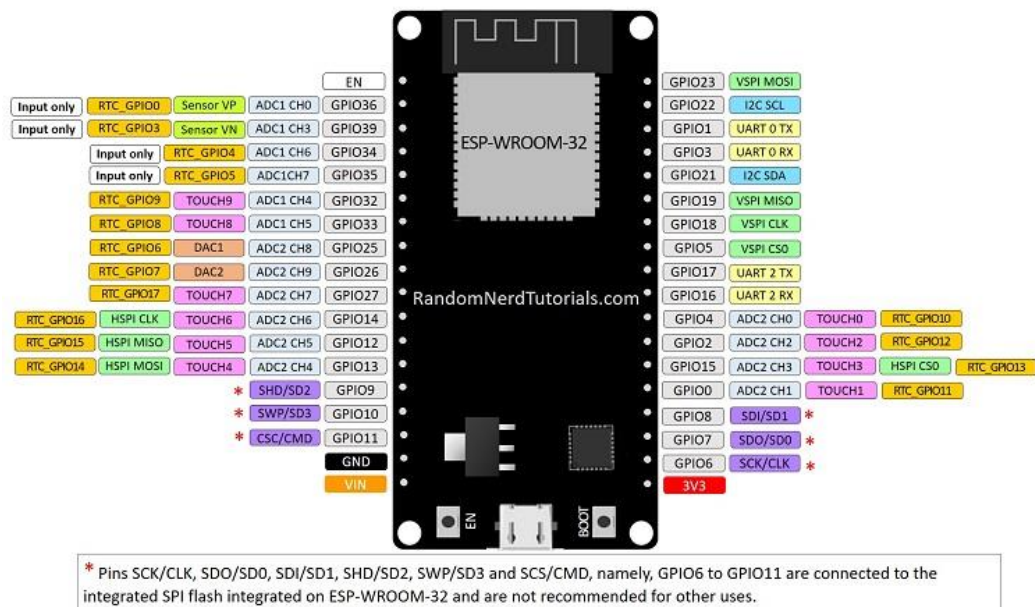 EN
Input only RTC_GPIO0 Sensor VP ADC1 CH0 GPIO36
Input only RTC_GPIO3 Sensor VN ADC1 CH3 GPIO39
Input only RTC_GPIO4 ADC1 CH6 GPIO34
Input only RTC_GPIO5 ADC1CH7 GPIO35
RTC_GPIO9 TOUCH9 ADC1 CH4 GPIO32
RTC_GPIO8 TOUCH8 ADC1 CH5 GPIO33
RTC_GPIO6 DAC1 ADC2 CH8 GPIO25
RTC_GPIO7 DAC2 ADC2 CH9 GPIO26
RTC_GPIO17 TOUCH7 ADC2 CH7 GPIO27
RTC_GPIO16 HSPI CLK TOUCH6 ADC2 CH6 GPIO14
RTC_GPIO15 HSPI MISO TOUCH5 ADC2 CH5 GPIO12
RTC_GPIO14 HSPI MOSI TOUCH4 ADC2 CH4 GPIO13
* SHD/SD2 GPIO9
* SWP/SD3 GPIO10
* CSC/CMD GPIO11
GND
VIN
ESP-WROOM-32
RandomNerdTutorials.com
EN
BOOT
GPIO23 VSPI MOSI
GPIO22 I2C SCL
GPIO1 UART 0 TX
GPIO3 UART 0 RX
GPIO21 I2C SDA
GPIO19 VSPI MISO
GPIO18 VSPI CLK
GPIO5 VSPI CS0
GPIO17 UART 2 TX
GPIO16 UART 2 RX
GPIO4 ADC2 CH0 TOUCH0 RTC_GPIO10
GPIO2 ADC2 CH2 TOUCH2 RTC_GPIO12
GPIO15 ADC2 CH3 TOUCH3 HSPI CS0 RTC_GPIO13
GPIO0 ADC2 CH1 TOUCH1 RTC_GPIO11
GPIO8 SDI/SD1 *
GPIO7 SDO/SD0 *
GPIO6 SCK/CLK *
3V3
* Pins SCK/CLK, SDO/SD0, SDI/SD1, SHD/SD2, SWP/SD3 and SCS/CMD, namely, GPIO6 to GPIO11 are connected to the
integrated SPI flash integrated on ESP-WROOM-32 and are not recommended for other uses.